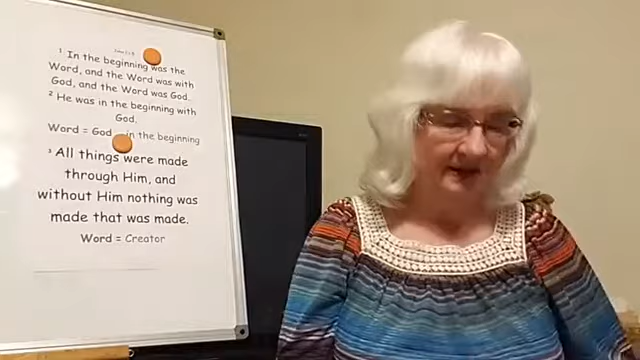 John 1:1-3
1. In the beginning was the
Word, and the Word was with
God, and the Word was God.
2 He was in the beginning with
God.
Word = God in the beginning
3 All things were made
through Him, and
without Him nothing was
made that was made.
Word = Creator